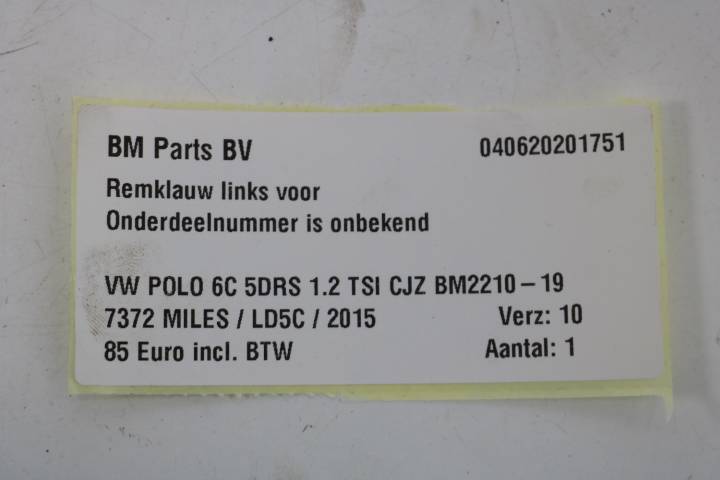 BM Parts BV 040620201751
Remklauw links voor
Onderdeelnummer is onbekend
VW POLO 6C 5DRS 1.2 TSI CJZ BM2210-19
7372 MILES / LD5C / 2015 Verz: 10
85 Euro incl. BTW Aantal: 1